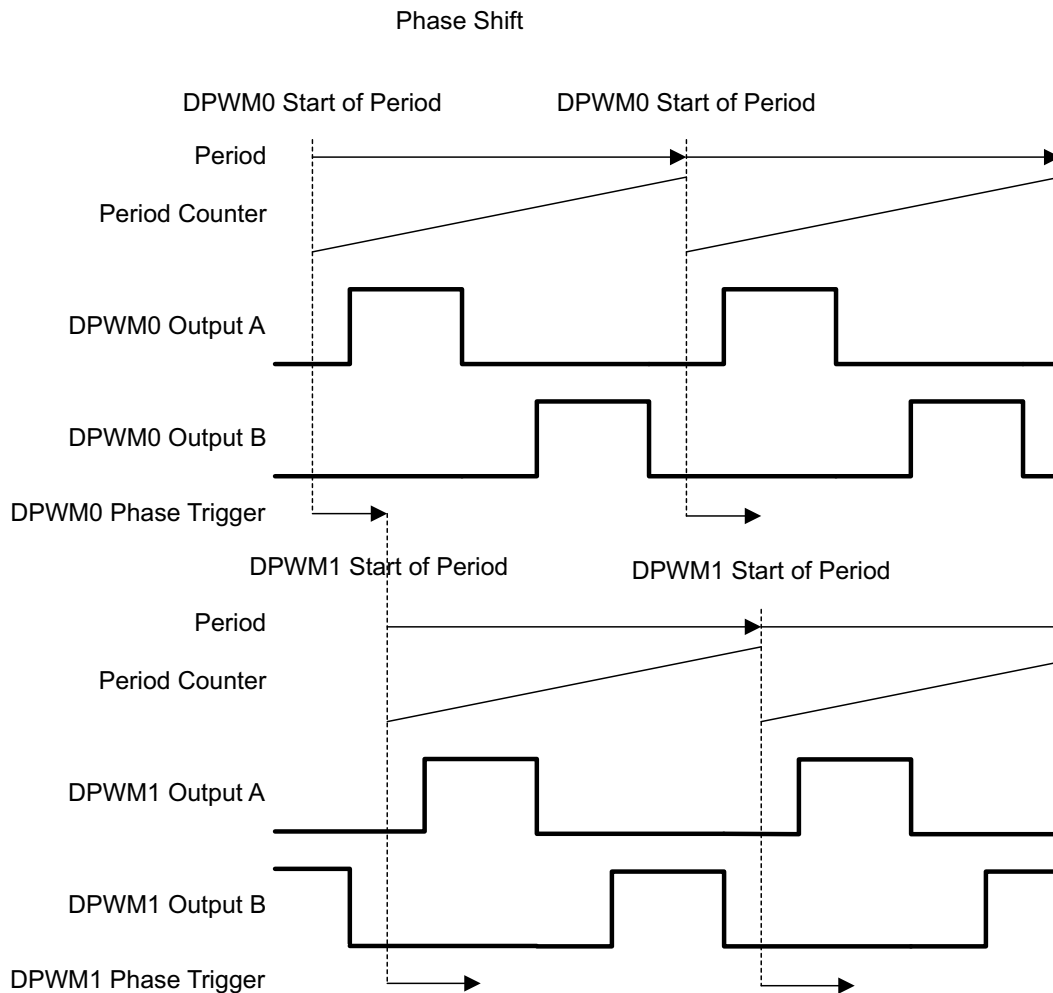 Phase Shift
DPWM0 Start of Period
DPWM0 Start of Period
Period
Period Counter
DPWM0 Output A
DPWM0 Output B
DPWM0 Phase Trigger
DPWM1 Start of Period
DPWM1 Start of Period
Period
Period Counter
DPWM1 Output A
DPWM1 Output B
DPWM1 Phase Trigger